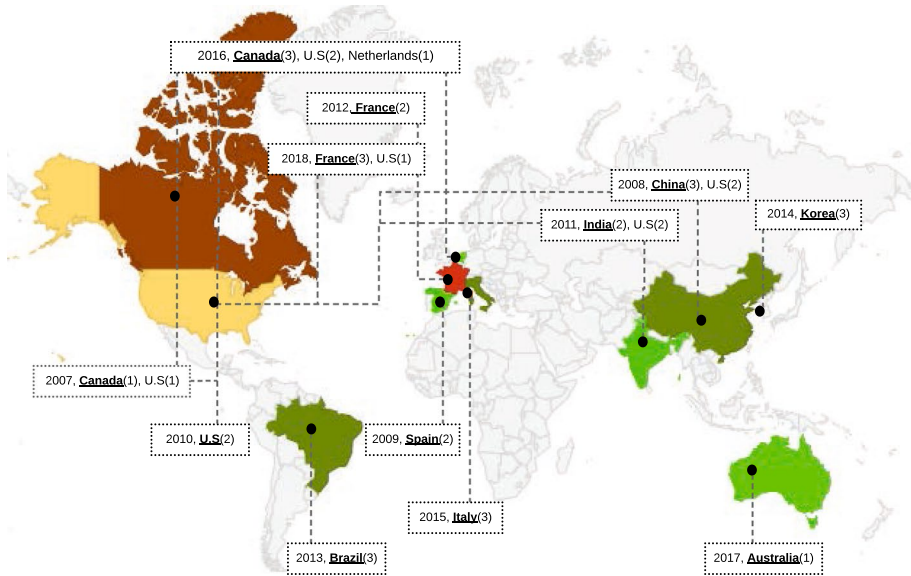 2016, Canada(3), U.S(2), Netherlands(1)
2012, France(2)
2018, France(3), U.S(1)
2008, China(3), U.S(2)
2014, Korea(3)
2011, India(2), U.S(2)
2007, Canada(1), U.S(1)
2010, U.S(2)
2009, Spain(2)
2015, Italy(3)
2013, Brazil(3)
2017, Australia(1)